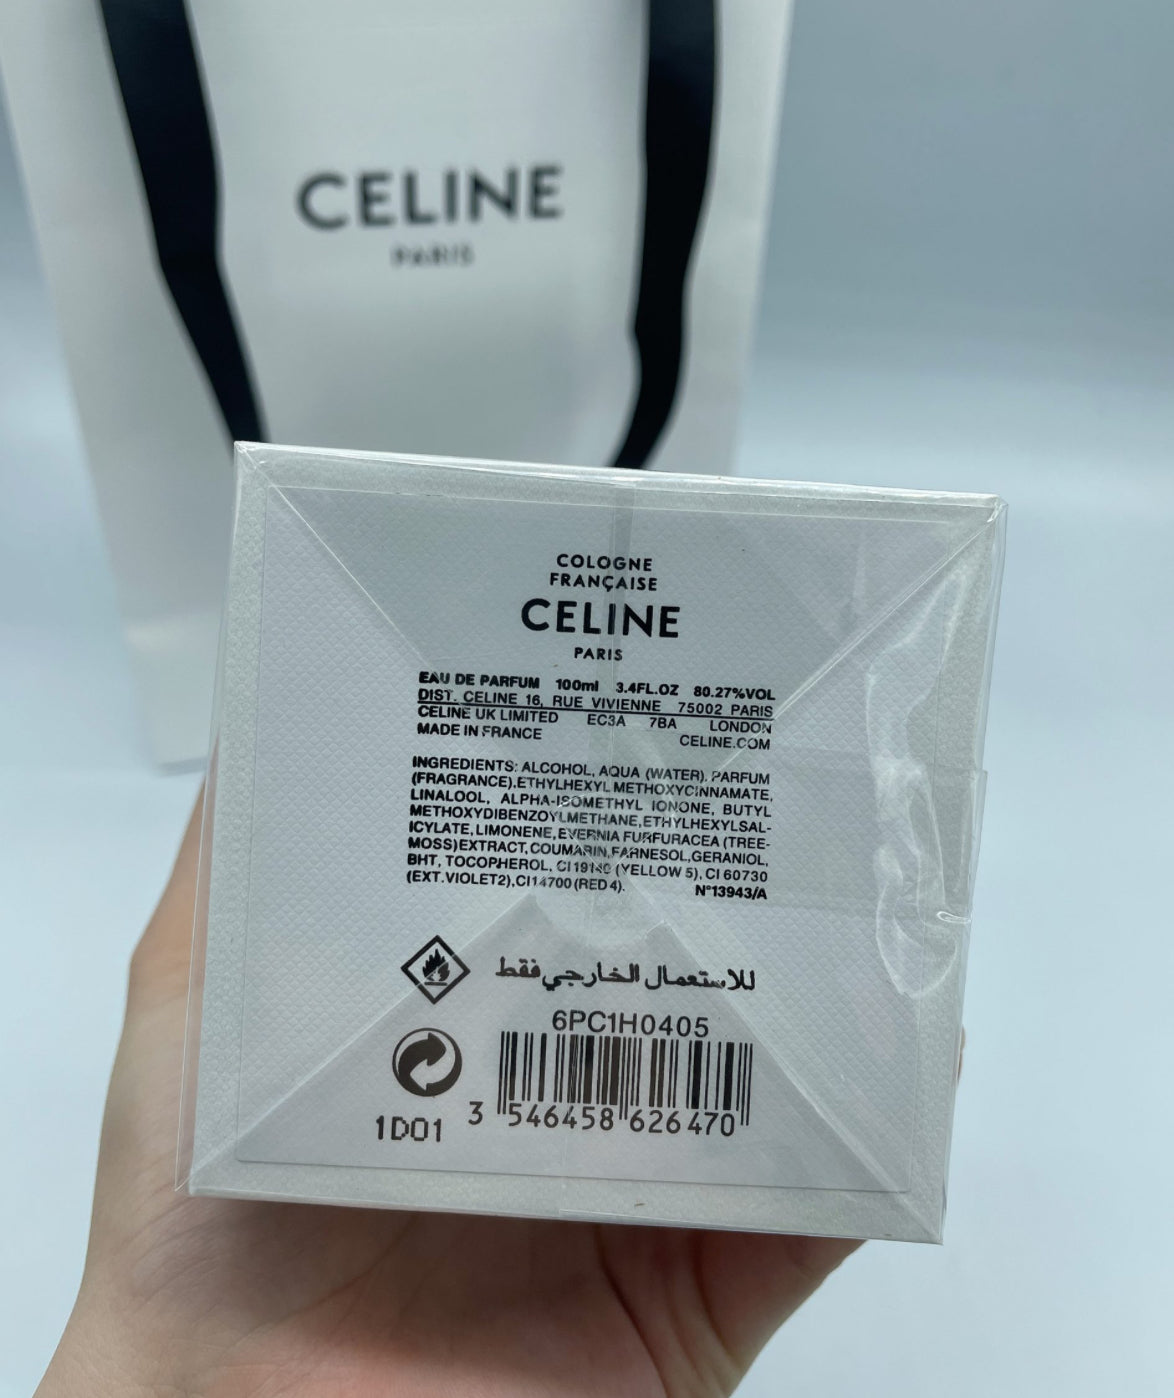 CELINE
PARIS
COLOGNE
FRANÇAISE
CELINE
PARIS
EAU DE PARFUM 100ml 3.4FL.OZ 80.27%VOL
DIST. CELINE 16, RUE VIVIENNE 75002 PARIS
CELINE UK LIMITED EC3A 7BA LONDON
MADE IN FRANCE CELINE.COM
INGREDIENTS: ALCOHOL, AQUA (WATER). PARFUM
(FRAGRANCE).ETHYLHEXYL METHOXYCINNAMATE,
LINALOOL, ALPHA-ISOMETHYL IONONE, BUTYL
METHOXYDIBENZOYLMETHANE,ETHYLHEXYLSAL-
ICYLATE, LIMONENE, EVERNIA FURFURACEA (TREE-
MOSS)EXTRACT, COUMARIN, FARNESOL,GERANIOL,
BHT, TOCOPHEROL, CI 19140 (YELLOW 5), CI 60730
(EXT.VIOLET2),CI14700 (RED 4). N°13943/A
للاستعمال الخارجي فقط
6PC1H0405
3 546458 626470
1D01